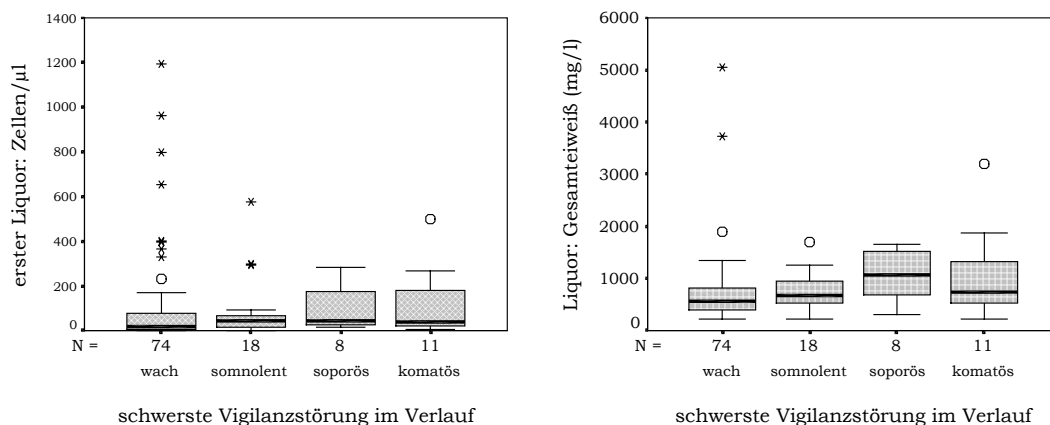 erster Liquor: Zellen/µl
1400
1200
1000
800
600
400
200
0
N =
74 18 8 11
wach somnolent soporös komatös
schwerste Vigilanzstörung im Verlauf
Liquor: Gesamteiweiß (mg/l)
6000
5000
4000
3000
2000
1000
0
N =
74 18 8 11
wach somnolent soporös komatös
schwerste Vigilanzstörung im Verlauf